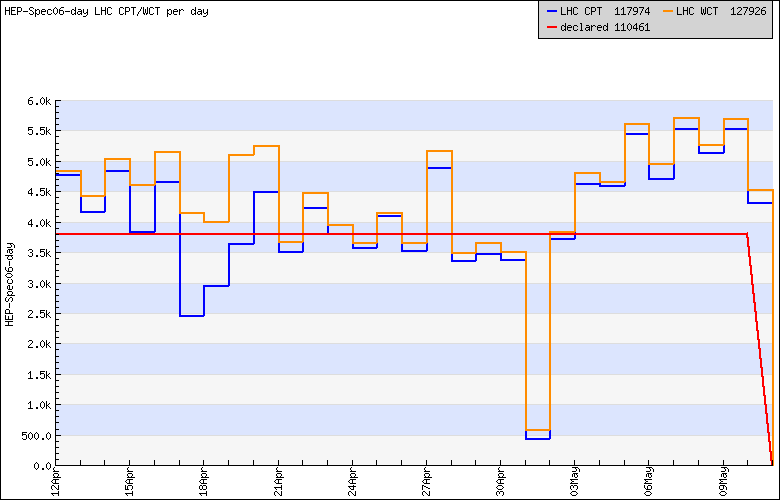 HEP-Spec06-day LHC CPT/WCT per day
LHC CPT 117974 LHC WCT 127926
declared 110461
6.0k
5.5k
5.0k
4.5k
4.0k
3.5k
3.0k
2.5k
2.0k
1.5k
1.0k
500.0
0.0
HEP-Spec06-day
12Apr 15Apr 18Apr 21Apr 24Apr 27Apr 30Apr 03May 06May 09May